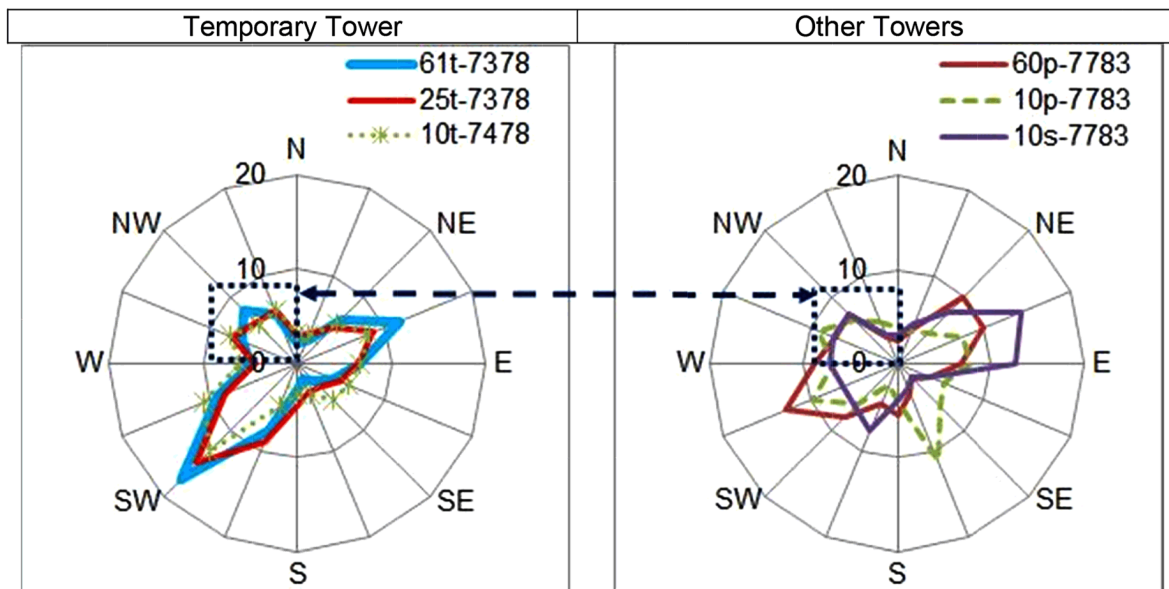 Temporary Tower
Other Towers
61t-7378
25t-7378
10t-7478
N
20
NW
NE
10
W
0
E
SW
SE
S
60p-7783
10p-7783
10s-7783
N
20
NW
NE
10
W
0
E
SW
SE
S